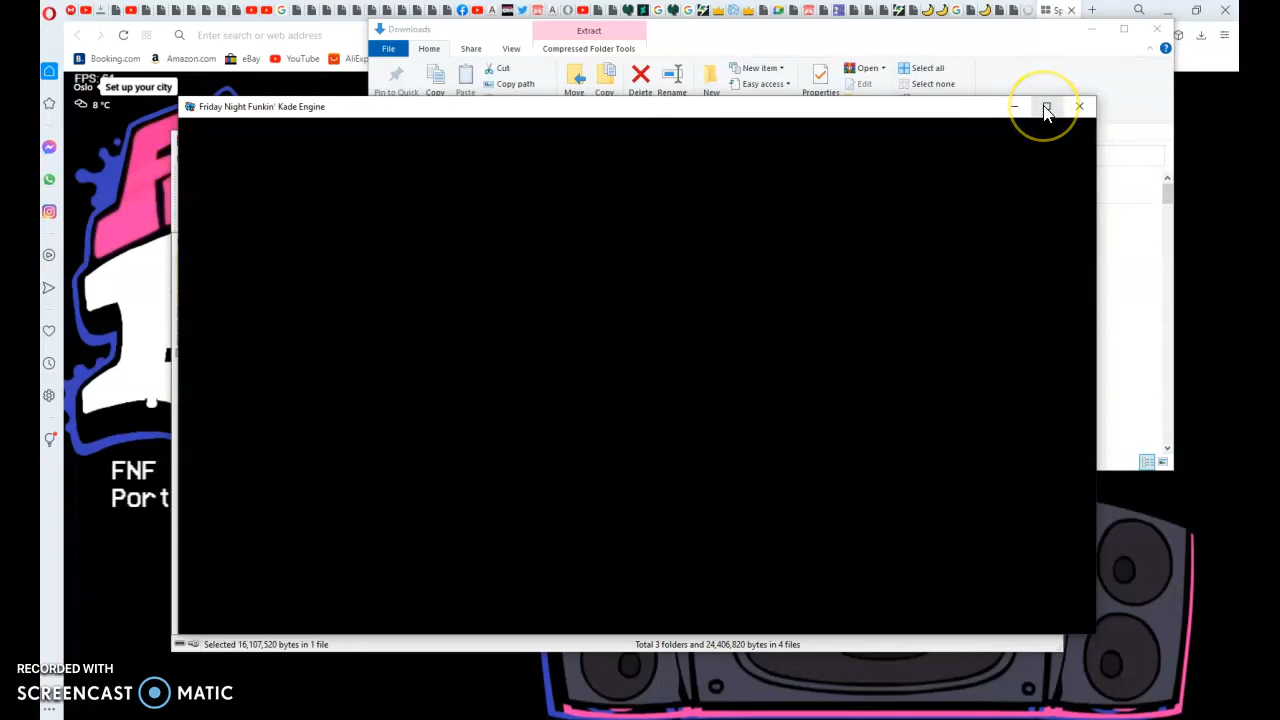 Sp
Search or web address
Downloads
Extract
Booking.com
Amazon.com
eBay
YouTube
AliExp
File
Home
Share
View
Compressed Folder Tools
Pin to Quick
Copy
Paste
Cut
Copy path
Move
Copy
Delete
Rename
New
New item
Easy access
Properties
Open
Edit
Select all
Select none
Oslo
Set up your city
8 °C
Friday Night Funkin' Kade Engine
FNF
Port
Selected 16,107,520 bytes in 1 file
Total 3 folders and 24,406,820 bytes in 4 files
RECORDED WITH
SCREENCAST MATIC